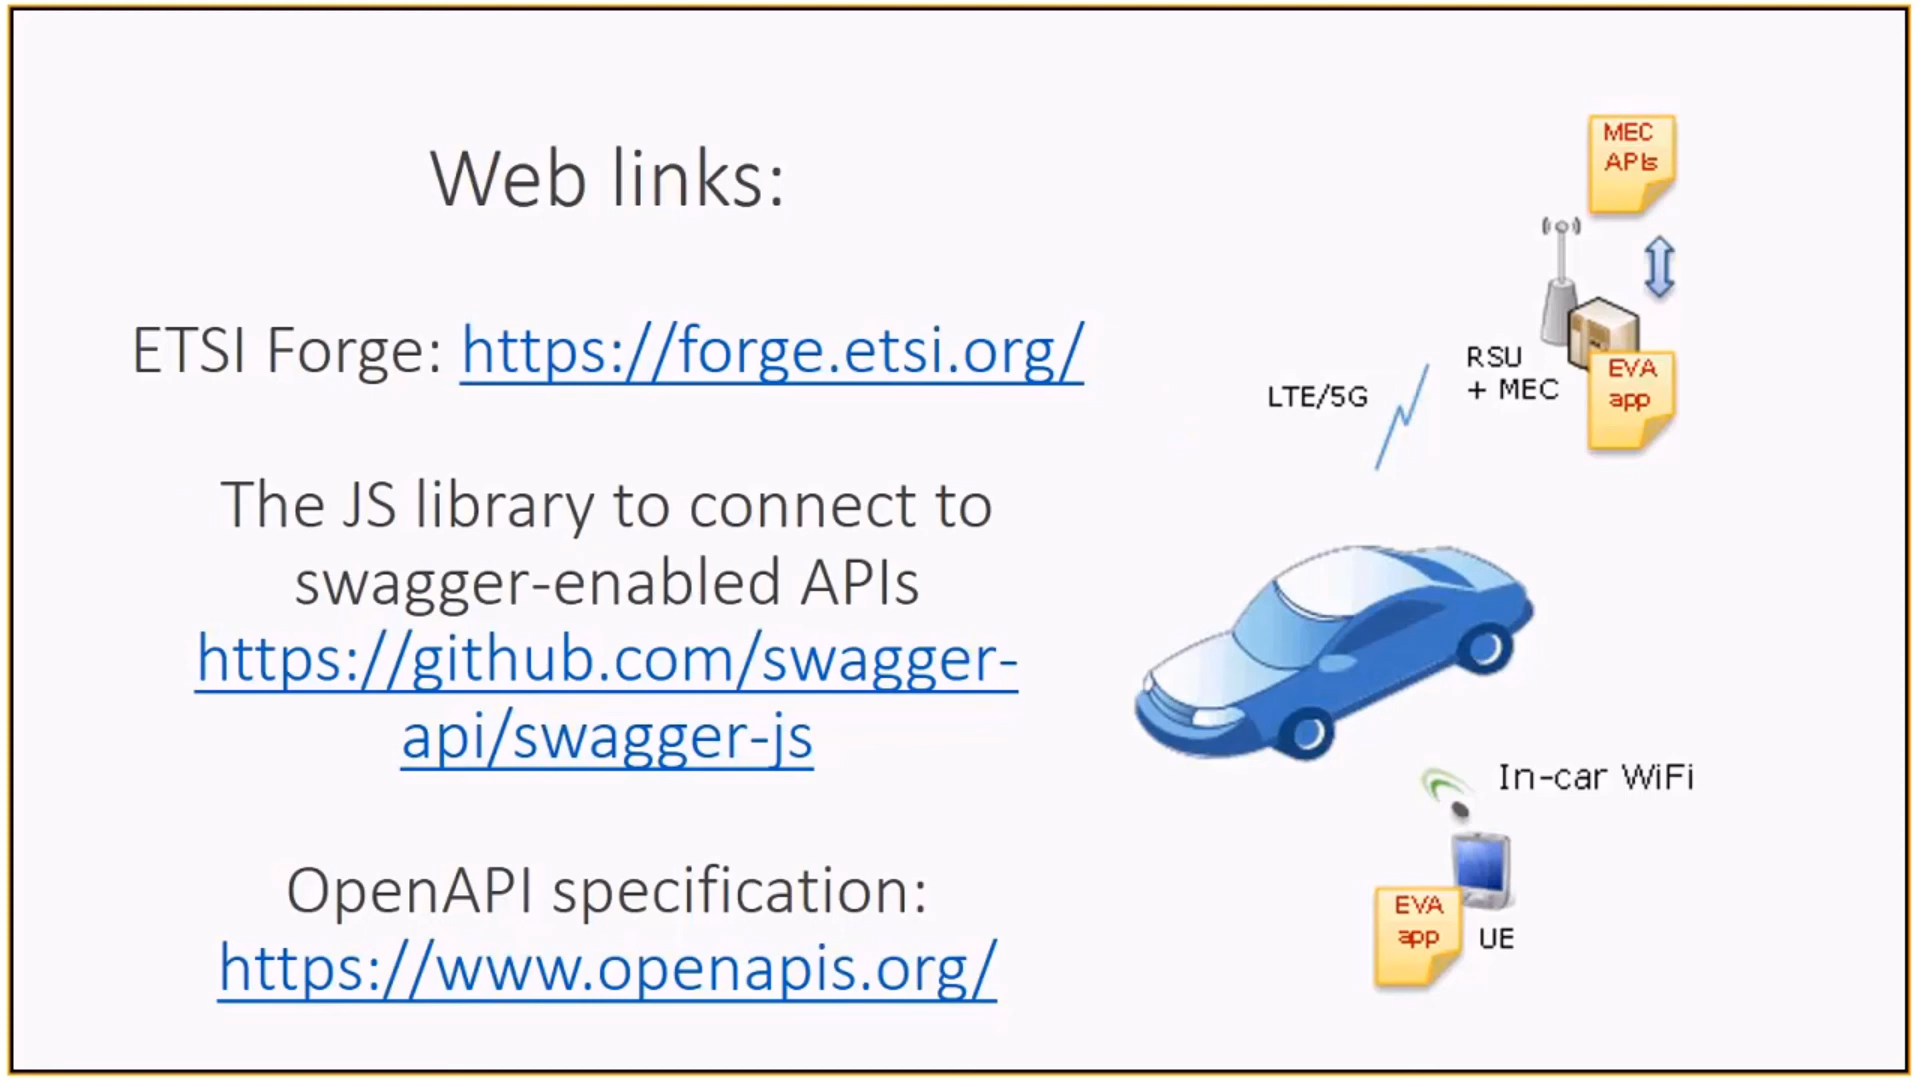 Web links:
ETSI Forge: https://forge.etsi.org/
The JS library to connect to
swagger-enabled APIs
https://github.com/swagger-
api/swagger-js
OpenAPI specification:
https://www.openapis.org/
MEC
APIs
RSU
+ MEC
EVA
app
LTE/5G
In-car WiFi
EVA
app
UE